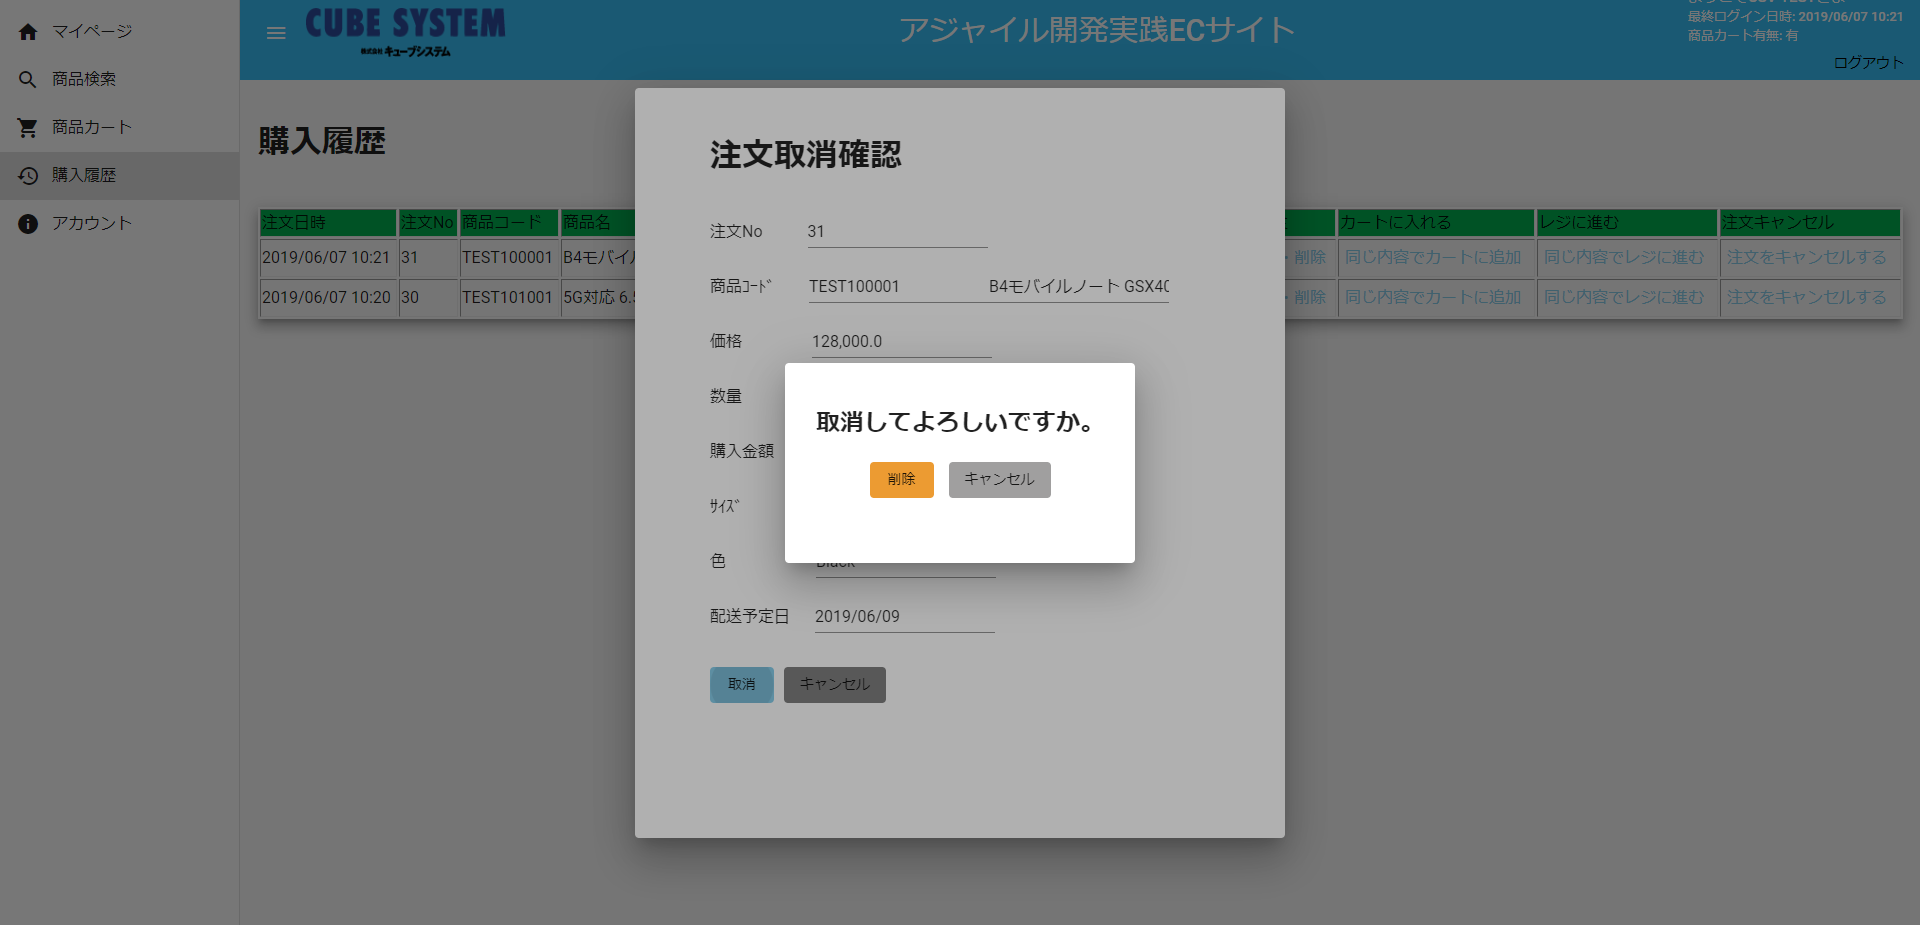 マイページ
商品検索
商品カート
購入履歴
アカウント
CUBE SYSTEM
株式会社 キューブシステム
アジャイル開発実践ECサイト
最終ログイン日時: 2019/06/07 10:21
商品カート有無: 有
ログアウト
購入履歴
注文日時 注文No 商品コード 商品名 カートに入れる レジに進む 注文キャンセル
2019/06/07 10:21 31 TEST100001 B4モバイ 削除 同じ内容でカートに追加 同じ内容でレジに進む 注文をキャンセルする
2019/06/07 10:20 30 TEST101001 5G対応 6.5 削除 同じ内容でカートに追加 同じ内容でレジに進む 注文をキャンセルする
注文取消確認
注文No 31
商品ｺｰﾄﾞ TEST100001 B4モバイルノート GSX40
価格 128,000.0
数量
購入金額
ｻｲｽﾞ
色 Black
配送予定日 2019/06/09
取消 キャンセル
取消してよろしいですか。
削除 キャンセル